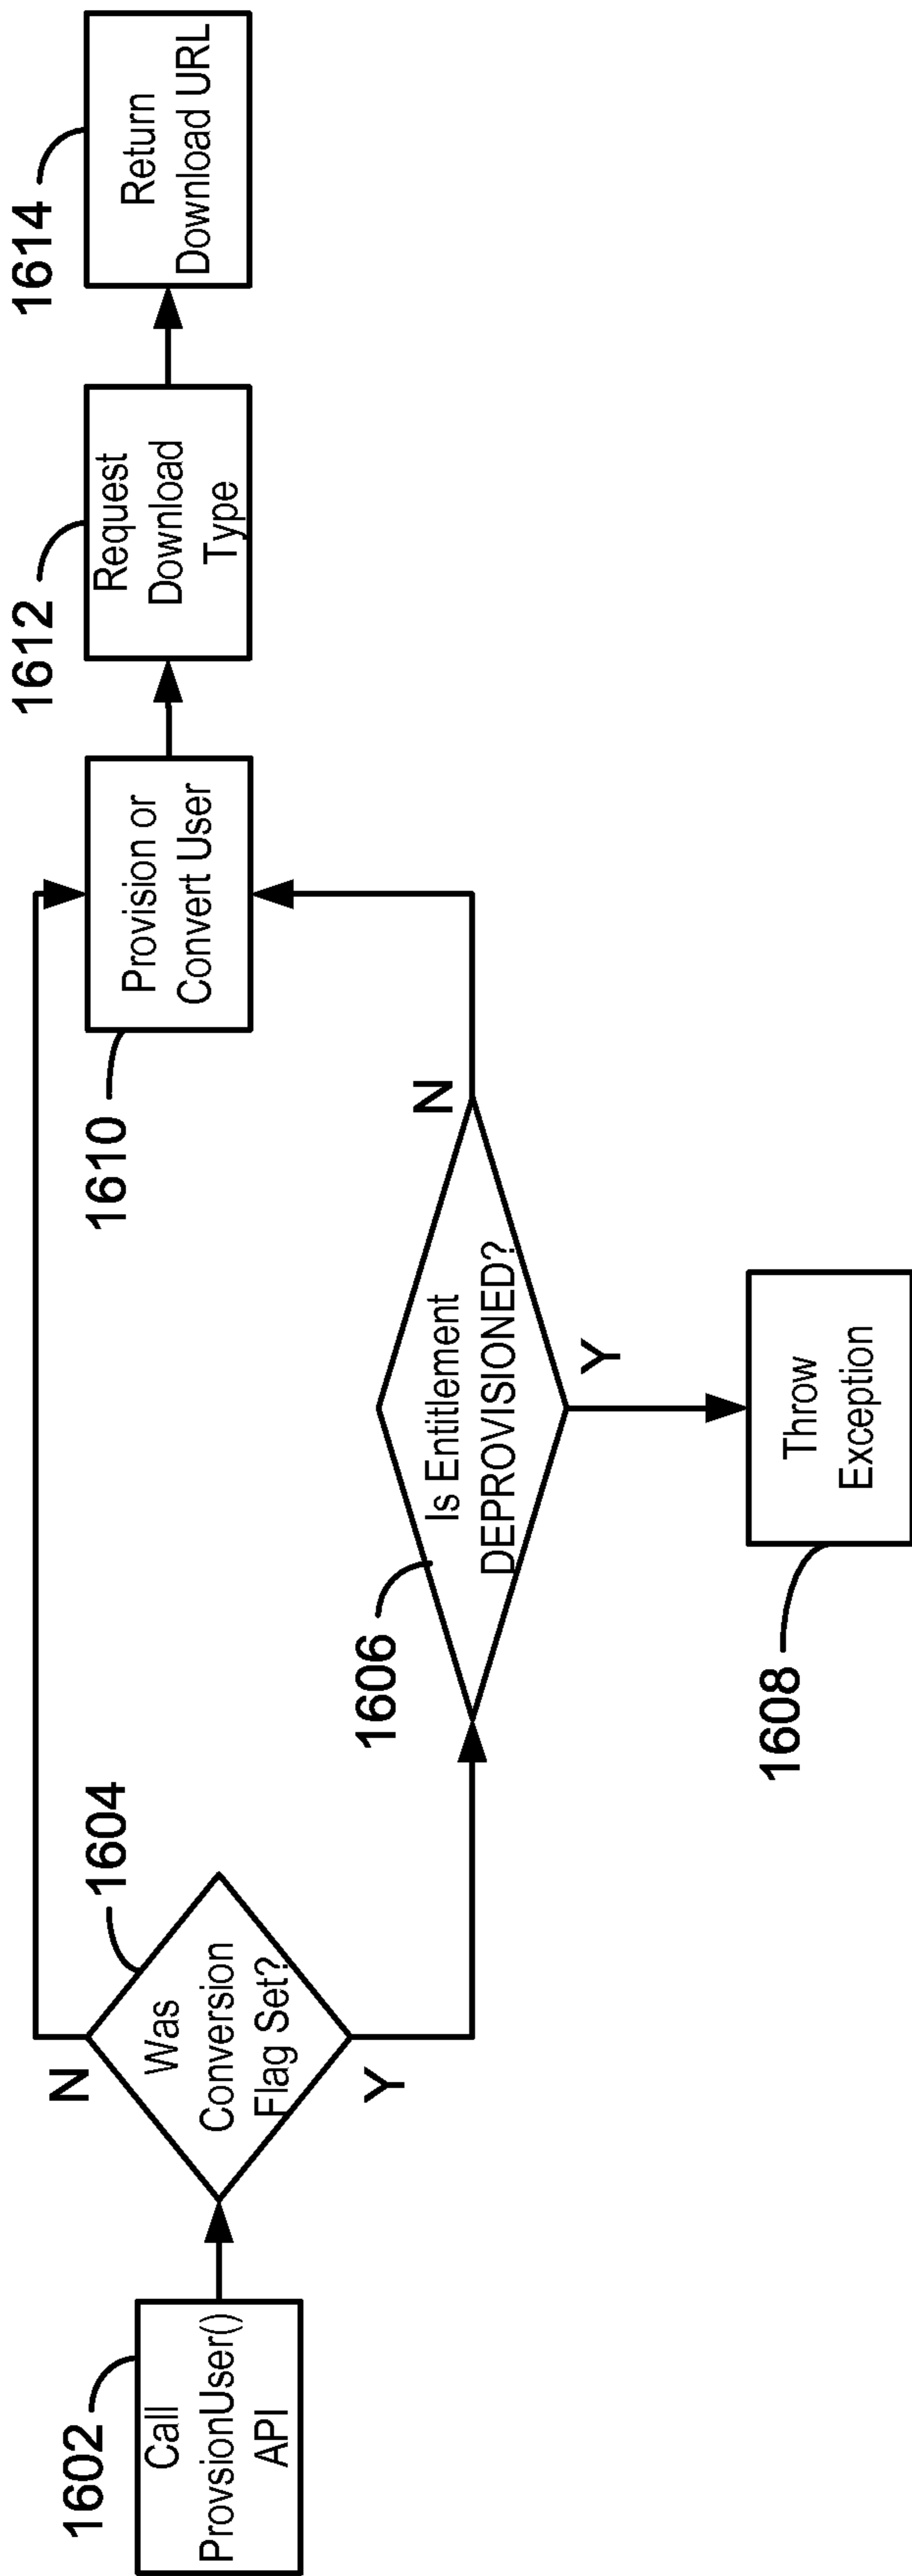 1602
Call
ProvsionUser()
API
1604
Was
Conversion
Flag Set?
N
Y
1606
Is Entitlement
DEPROVISIONED?
N
Y
1608
Throw
Exception
1610
Provision or
Convert User
1612
Request
Download
Type
1614
Return
Download URL